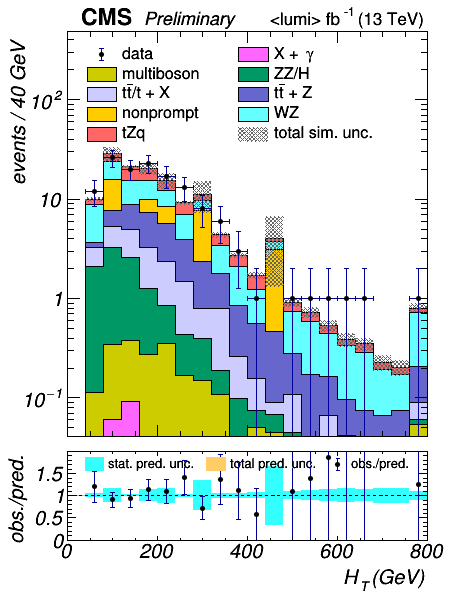 CMS Preliminary <lumi> fb⁻¹ (13 TeV)
events / 40 GeV
data
X + γ
multiboson
ZZ/H
tt̄/t + X
tt̄ + Z
nonprompt
WZ
tZq
total sim. unc.
10²
10
1
10⁻¹
obs./pred.
stat. pred. unc. total pred. unc. obs./pred.
1.5
1
0.5
0
0 200 400 600 800
H_T(GeV)